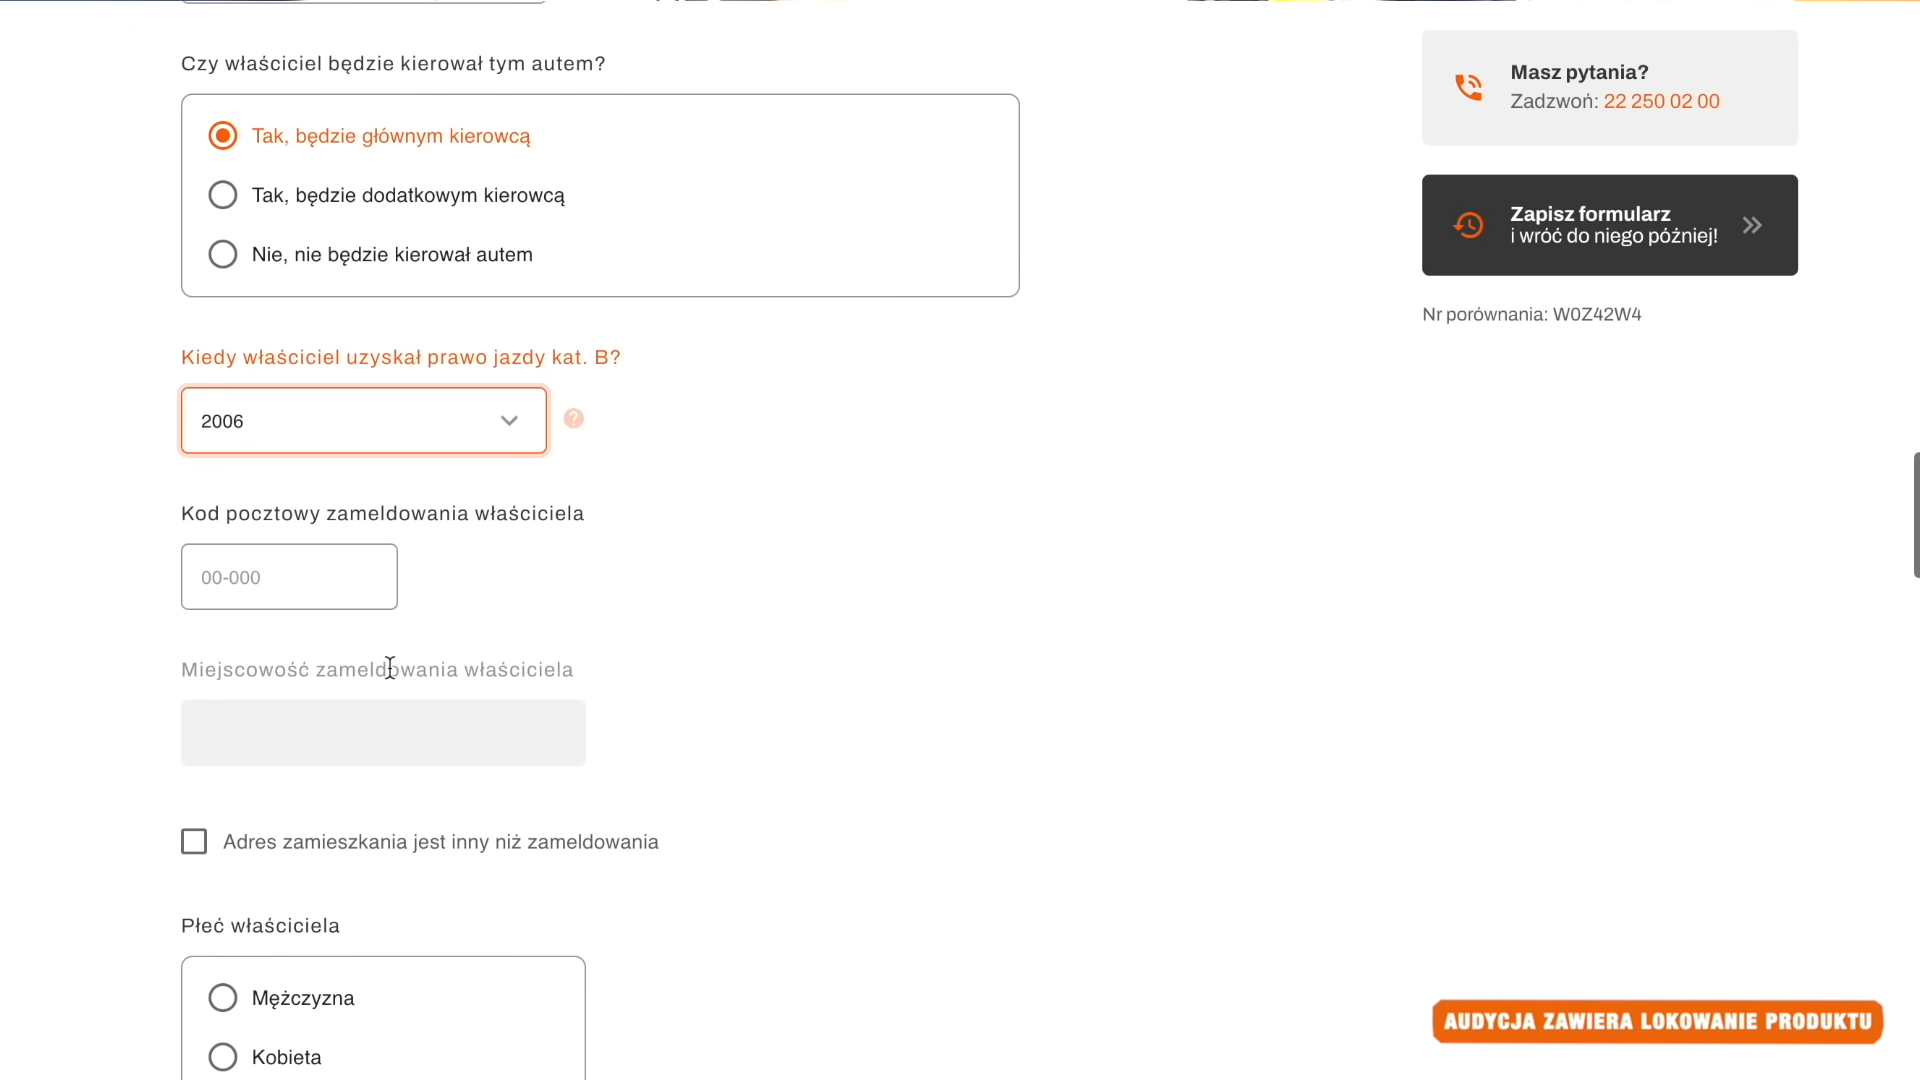 Czy właściciel będzie kierował tym autem?
Tak, będzie głównym kierowcą
Tak, będzie dodatkowym kierowcą
Nie, nie będzie kierował autem
Kiedy właściciel uzyskał prawo jazdy kat. B?
2006
?
Kod pocztowy zameldowania właściciela
00-000
Miejscowość zameldowania właściciela
Adres zamieszkania jest inny niż zameldowania
Płeć właściciela
Mężczyzna
Kobieta
Masz pytania?
Zadzwoń: 22 250 02 00
Zapisz formularz
i wróć do niego później!
Nr porównania: W0Z42W4
AUDYCJA ZAWIERA LOKOWANIE PRODUKTU